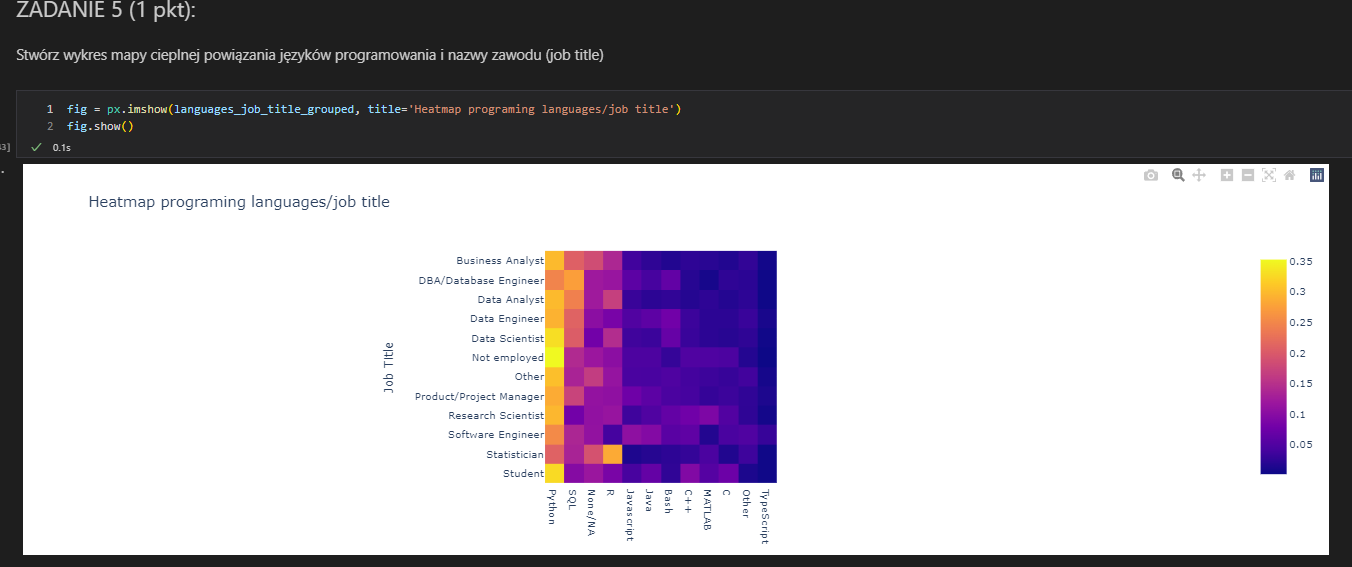 ZADANIE 5 (1 pkt):
Stwórz wykres mapy cieplnej powiązania języków programowania i nazwy zawodu (job title)
1 fig = px.imshow(languages_job_title_grouped, title='Heatmap programing languages/job title')
2 fig.show()
0.1s
Heatmap programing languages/job title
Job Title
Business Analyst
DBA/Database Engineer
Data Analyst
Data Engineer
Data Scientist
Not employed
Other
Product/Project Manager
Research Scientist
Software Engineer
Statistician
Student
Python
SQL
None/NA
R
Javascript
Java
Bash
C++
MATLAB
C
Other
TypeScript
0.35
0.3
0.25
0.2
0.15
0.1
0.05